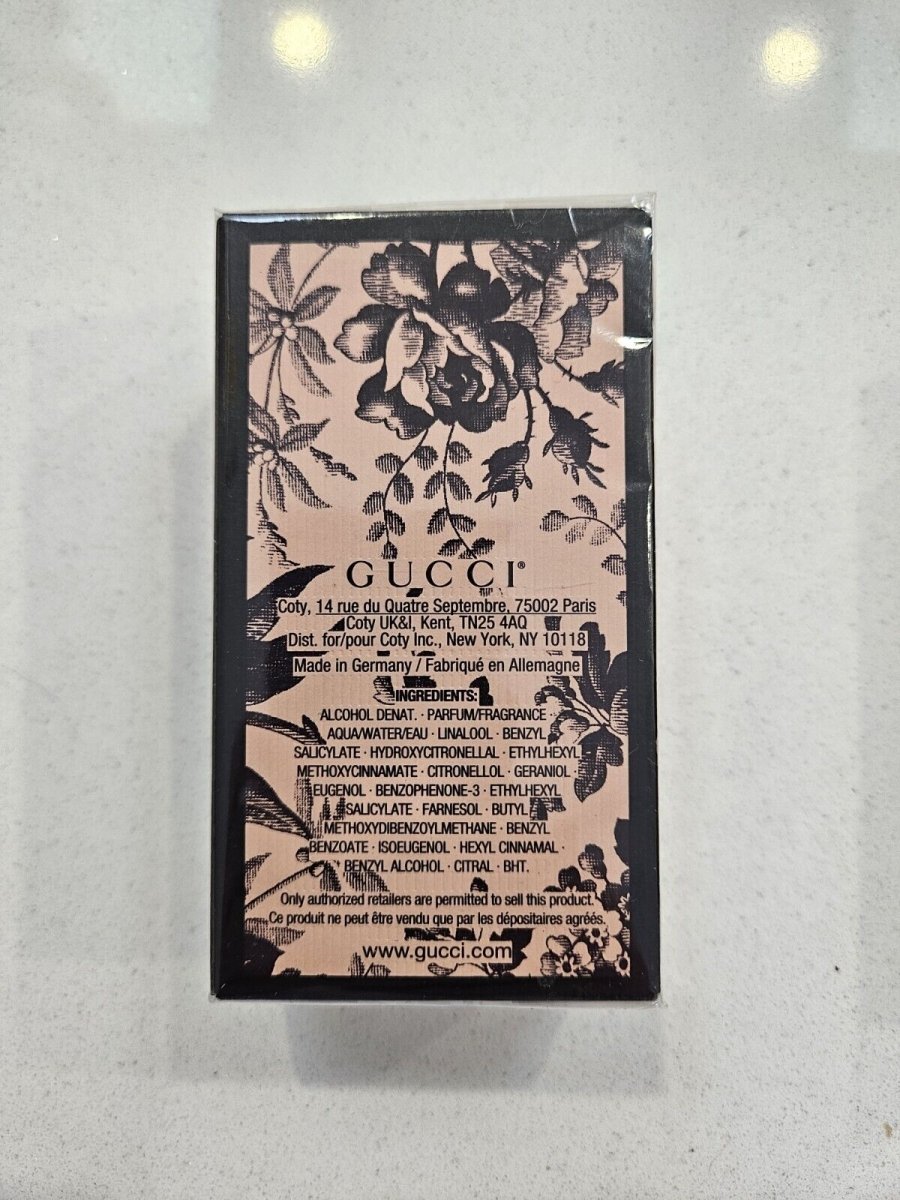 GUCCI®
Coty, 14 rue du Quatre Septembre, 75002 Paris
Coty UK&I, Kent, TN25 4AQ
Dist. for/pour Coty Inc., New York, NY 10118
Made in Germany / Fabriqué en Allemagne
INGREDIENTS:
ALCOHOL DENAT. · PARFUM/FRAGRANCE ·
AQUA/WATER/EAU · LINALOOL · BENZYL
SALICYLATE · HYDROXYCITRONELLAL · ETHYLHEXYL
METHOXYCINNAMATE · CITRONELLOL · GERANIOL ·
EUGENOL · BENZOPHENONE-3 · ETHYLHEXYL
SALICYLATE · FARNESOL · BUTYL
METHOXYDIBENZOYLMETHANE · BENZYL
BENZOATE · ISOEUGENOL · HEXYL CINNAMAL ·
BENZYL ALCOHOL · CITRAL · BHT.
Only authorized retailers are permitted to sell this product.
Ce produit ne peut être vendu que par les dépositaires agréés.
www.gucci.com